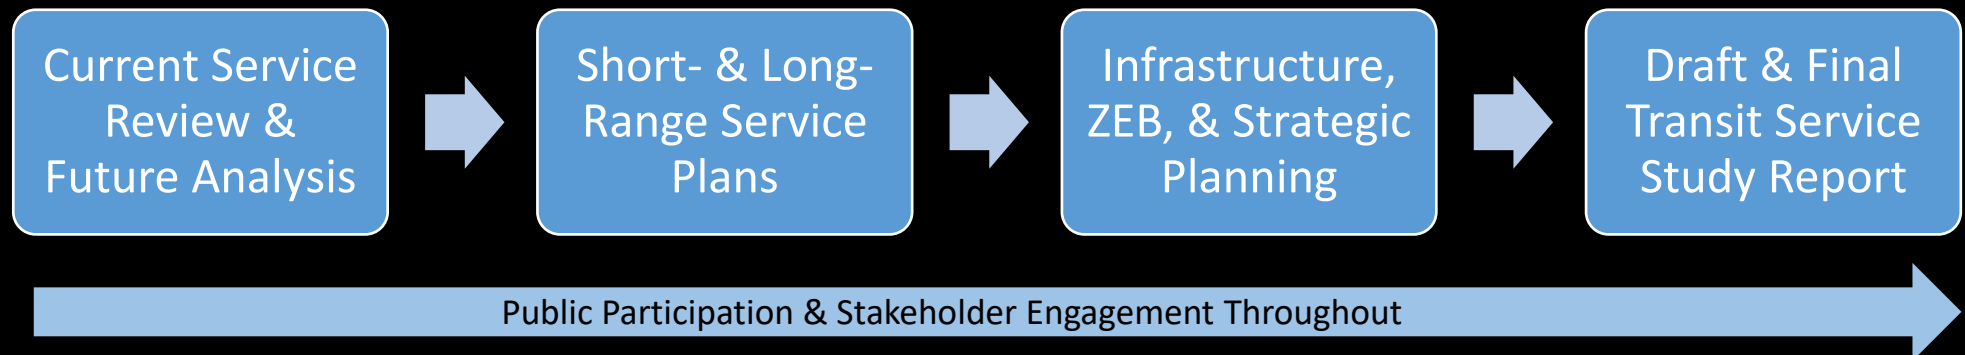 Current Service
Review &
Future Analysis
Short- & Long-
Range Service
Plans
Infrastructure,
ZEB, & Strategic
Planning
Draft & Final
Transit Service
Study Report
Public Participation & Stakeholder Engagement Throughout